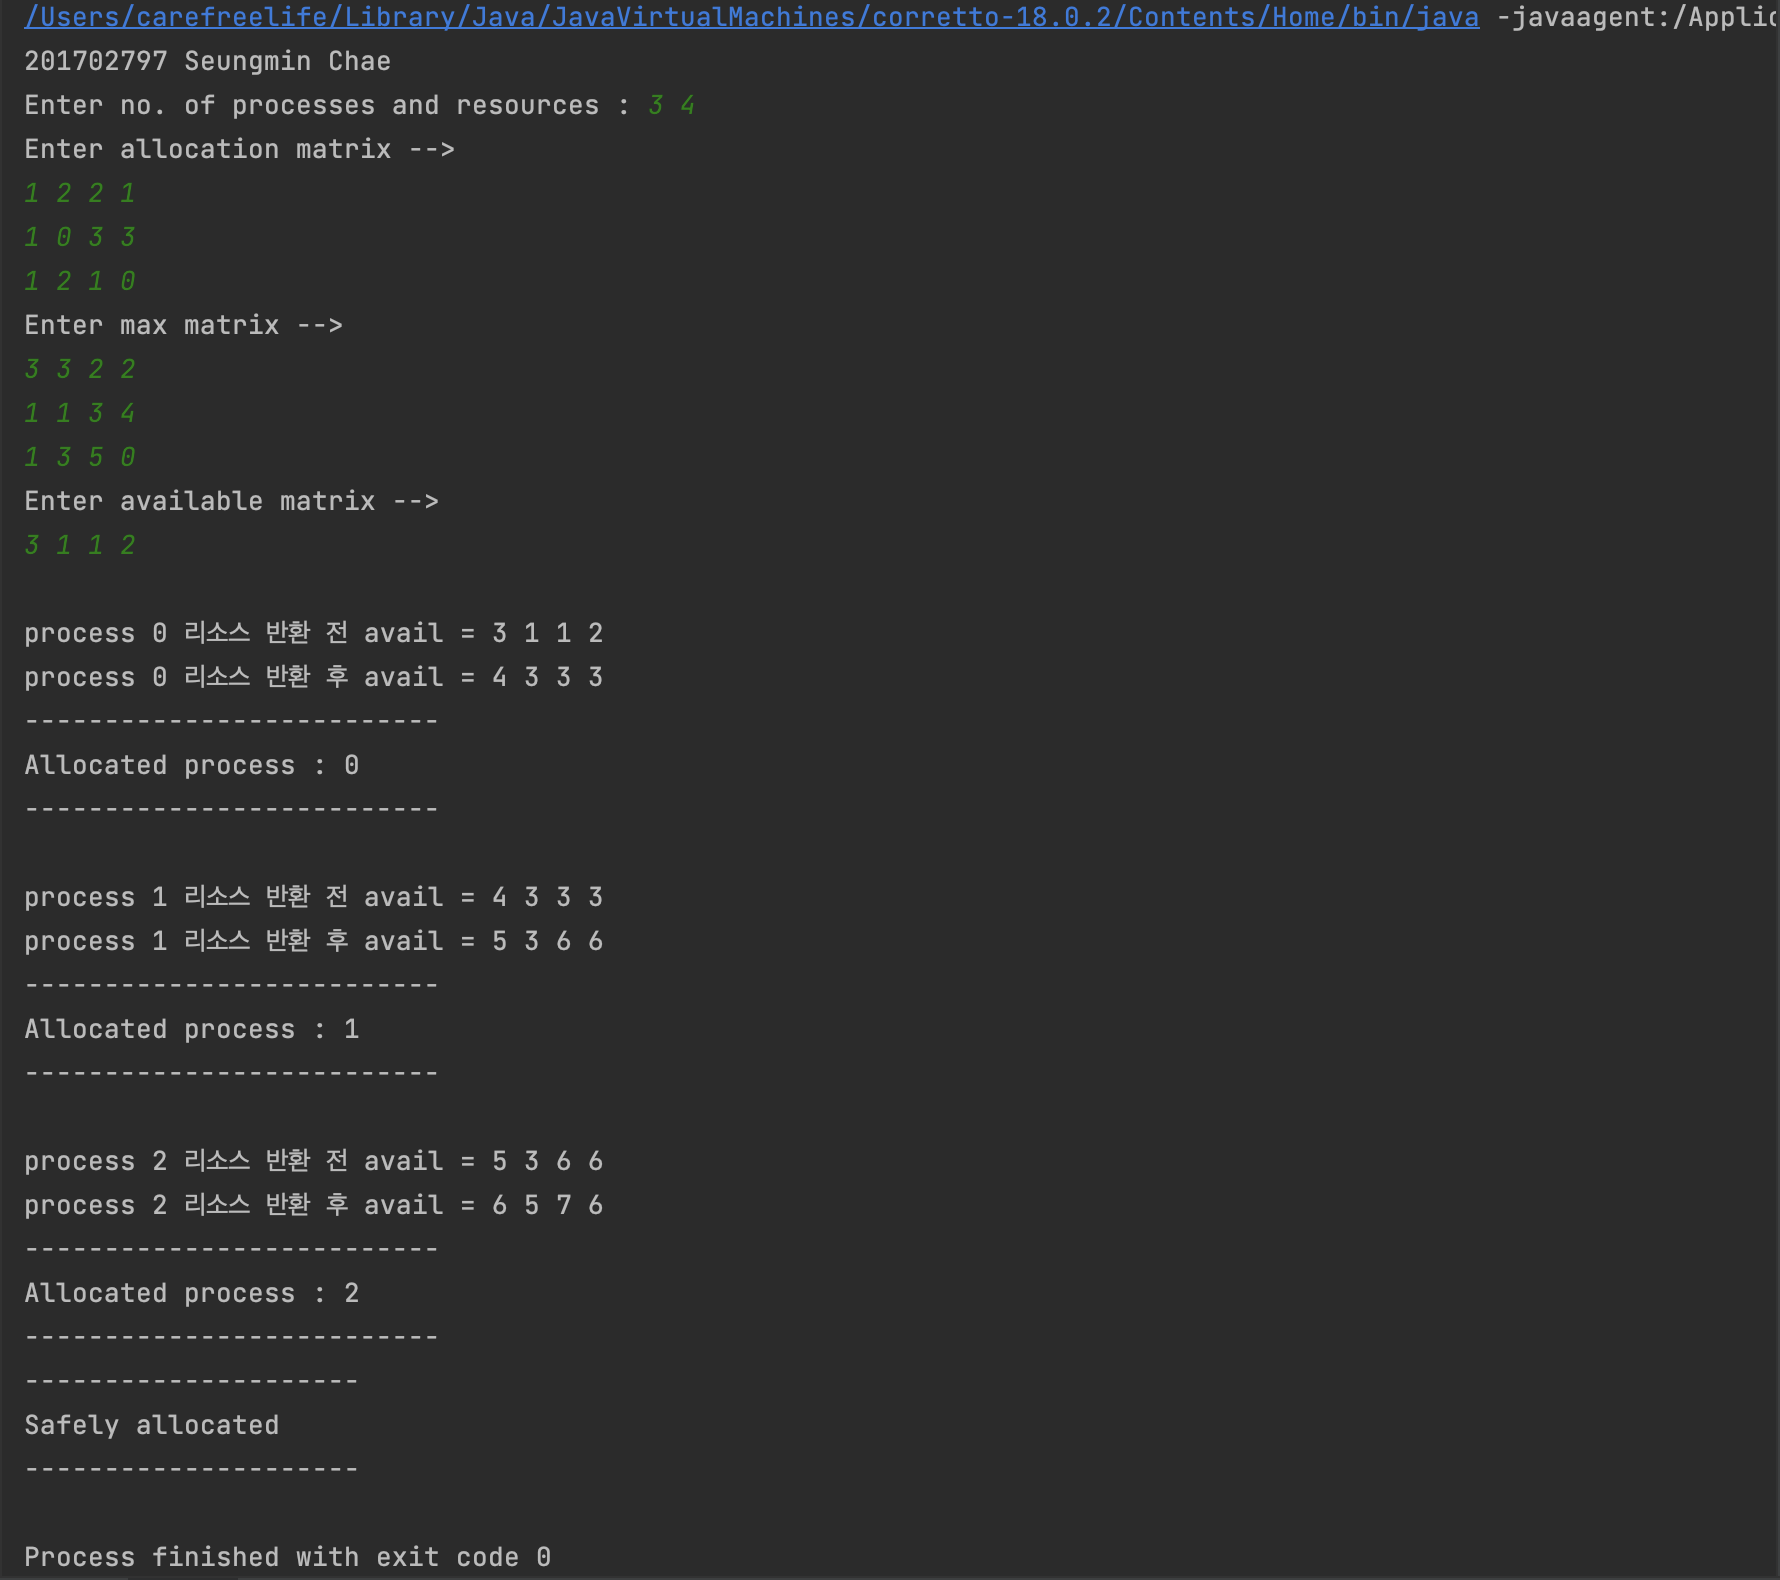 /Users/carefreelife/Library/Java/JavaVirtualMachines/corretto-18.0.2/Contents/Home/bin/java -javaagent:/Applic
201702797 Seungmin Chae
Enter no. of processes and resources : 3 4
Enter allocation matrix -->
1 2 2 1
1 0 3 3
1 2 1 0
Enter max matrix -->
3 3 2 2
1 1 3 4
1 3 5 0
Enter available matrix -->
3 1 1 2
process 0 리소스 반환 전 avail = 3 1 1 2
process 0 리소스 반환 후 avail = 4 3 3 3
--------------------------
Allocated process : 0
--------------------------
process 1 리소스 반환 전 avail = 4 3 3 3
process 1 리소스 반환 후 avail = 5 3 6 6
--------------------------
Allocated process : 1
--------------------------
process 2 리소스 반환 전 avail = 5 3 6 6
process 2 리소스 반환 후 avail = 6 5 7 6
--------------------------
Allocated process : 2
--------------------------
---------------------
Safely allocated
---------------------
Process finished with exit code 0